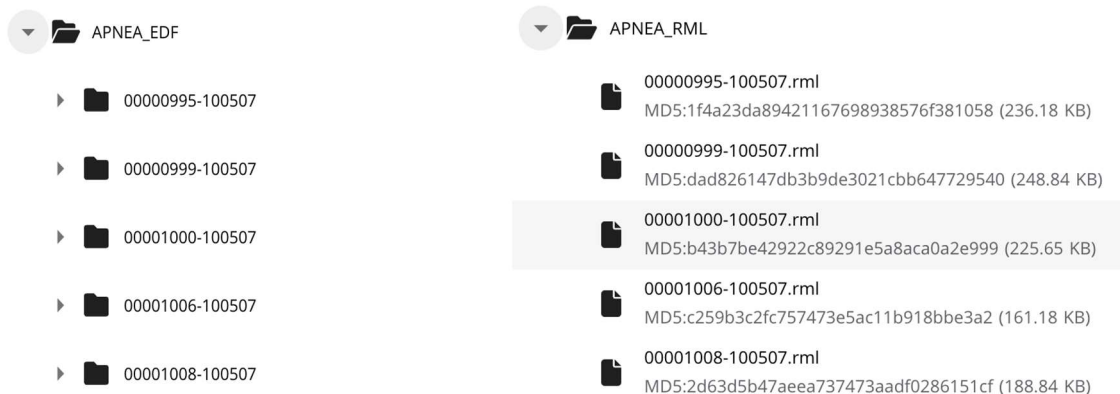 APNEA_EDF
00000995-100507
00000999-100507
00001000-100507
00001006-100507
00001008-100507
APNEA_RML
00000995-100507.rml
MD5:1f4a23da89421167698938576f381058 (236.18 KB)
00000999-100507.rml
MD5:dad826147db3b9de3021cbb647729540 (248.84 KB)
00001000-100507.rml
MD5:b43b7be42922c89291e5a8aca0a2e999 (225.65 KB)
00001006-100507.rml
MD5:c259b3c2fc757473e5ac11b918bbe3a2 (161.18 KB)
00001008-100507.rml
MD5:2d63d5b47aeea737473aadf0286151cf (188.84 KB)